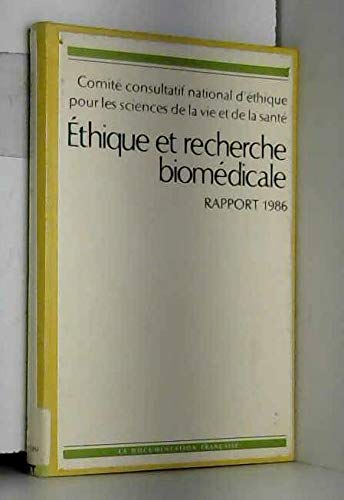 Comité consultatif national d'éthique
pour les sciences de la vie et de la santé
Éthique et recherche
biomédicale
RAPPORT 1986
LA DOCUMENTATION FRANÇAISE